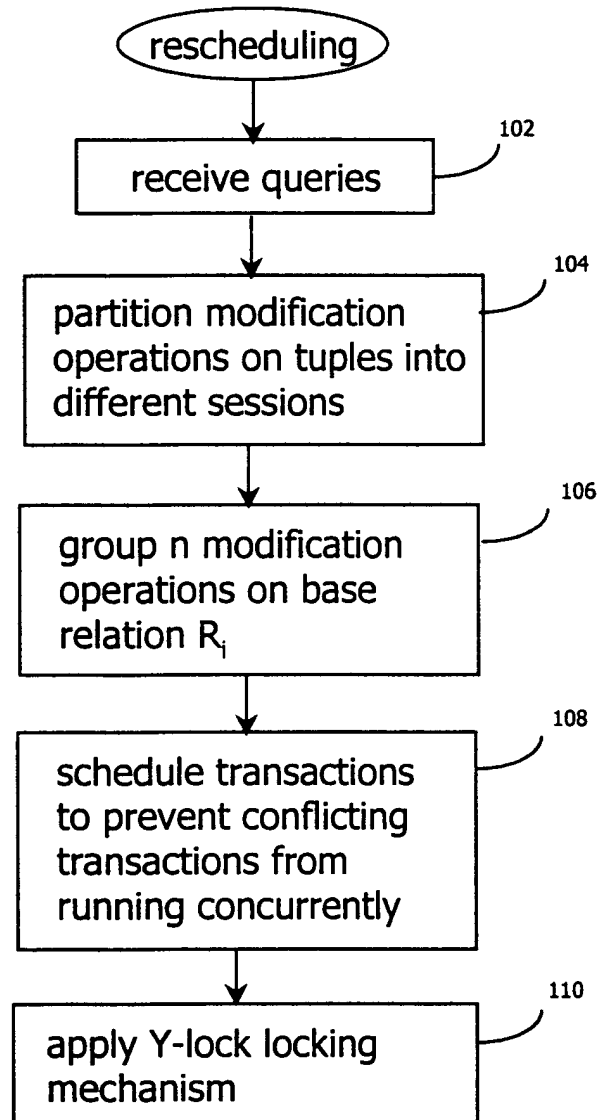 rescheduling
102
receive queries
104
partition modification
operations on tuples into
different sessions
106
group n modification
operations on base
relation Rᵢ
108
schedule transactions
to prevent conflicting
transactions from
running concurrently
110
apply Y-lock locking
mechanism